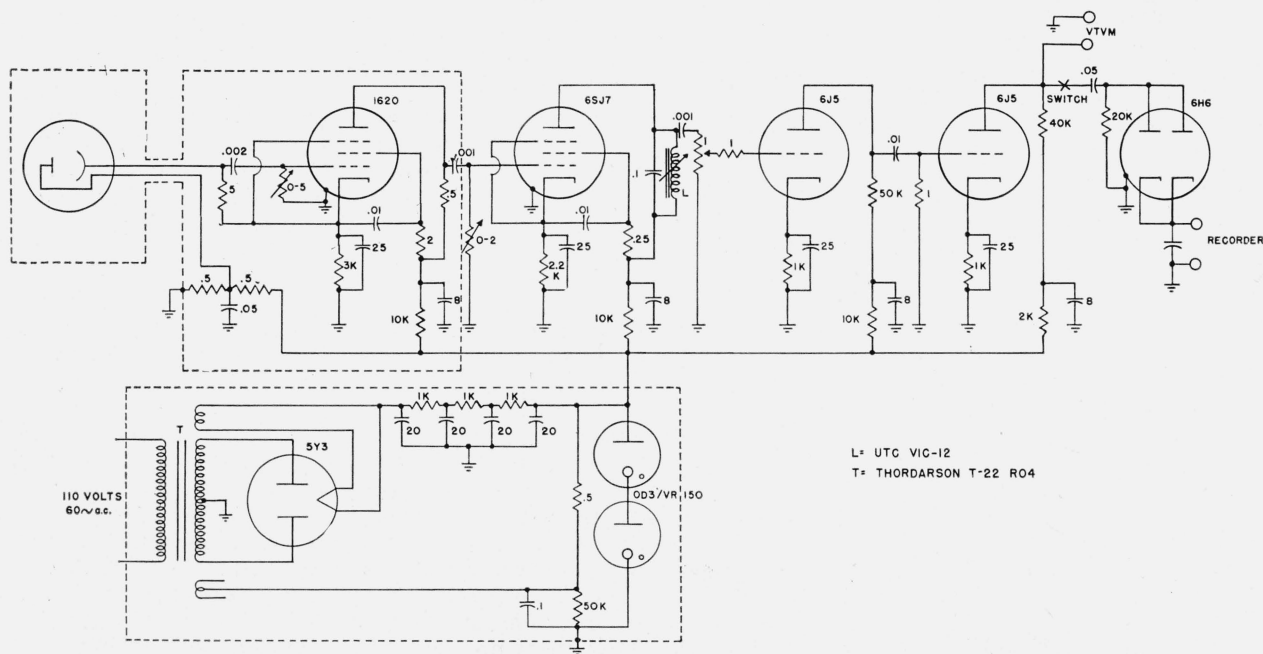 VTVM
.05
SWITCH
6H6
20K
40K
1620
6SJ7
6J5
6J5
.002
5
0-5
.01
25
3K
2
8
10K
.5
.5
.05
.001
5
0-2
.01
25
2.2
K
.25
8
10K
.001
1
.1
L
1
25
1K
.01
50K
1
8
10K
25
1K
8
2K
RECORDER
1K
1K
1K
20
20
20
20
T
5Y3
110 VOLTS
60~a.c.
.5
OD3/VR 150
.1
50K
L= UTC VIC-12
T= THORDARSON T-22 RO4